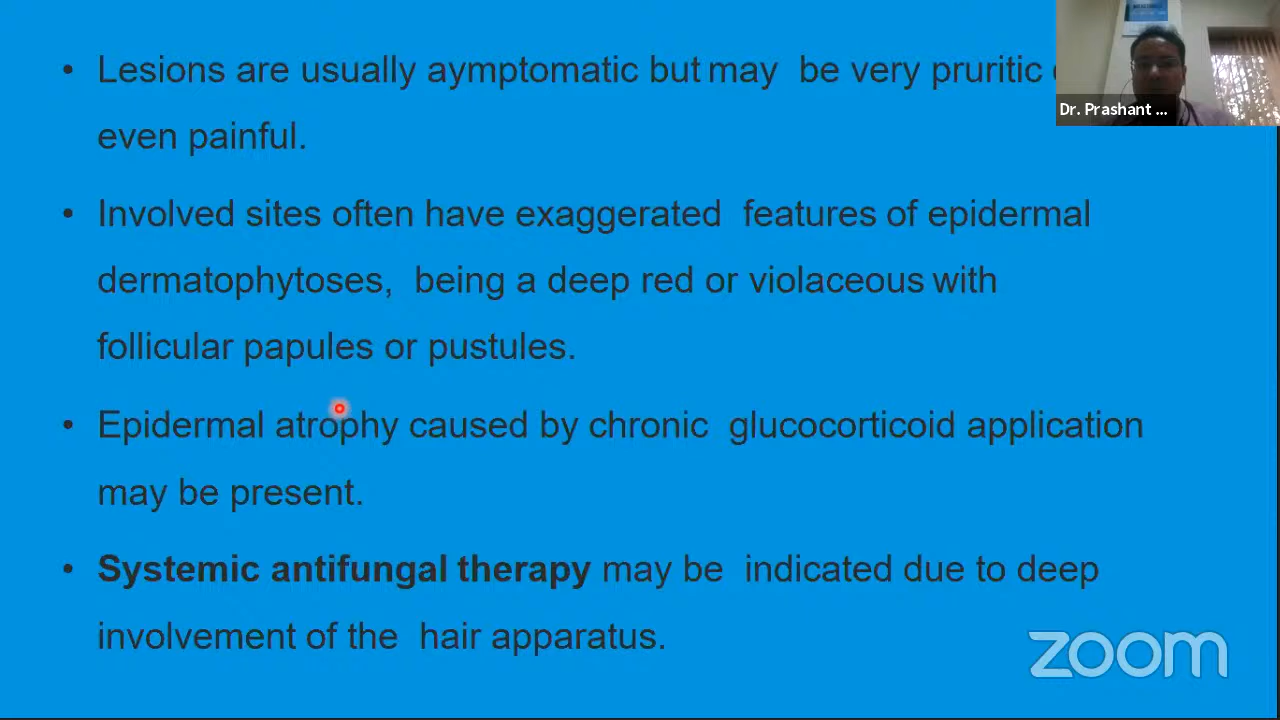 • Lesions are usually aymptomatic but may be very pruritic
even painful.
• Involved sites often have exaggerated features of epidermal
dermatophytoses, being a deep red or violaceous with
follicular papules or pustules.
• Epidermal atrophy caused by chronic glucocorticoid application
may be present.
• Systemic antifungal therapy may be indicated due to deep
involvement of the hair apparatus.
Dr. Prashant ...
zoom